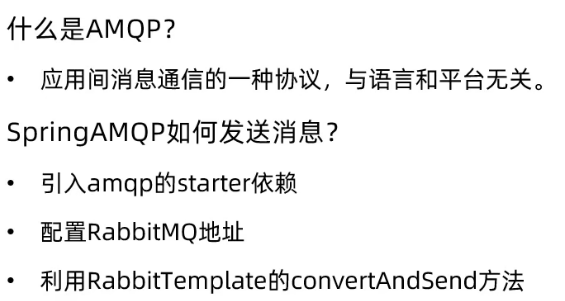 什么是AMQP？
• 应用间消息通信的一种协议，与语言和平台无关。
SpringAMQP如何发送消息？
• 引入amqp的starter依赖
• 配置RabbitMQ地址
• 利用RabbitTemplate的convertAndSend方法